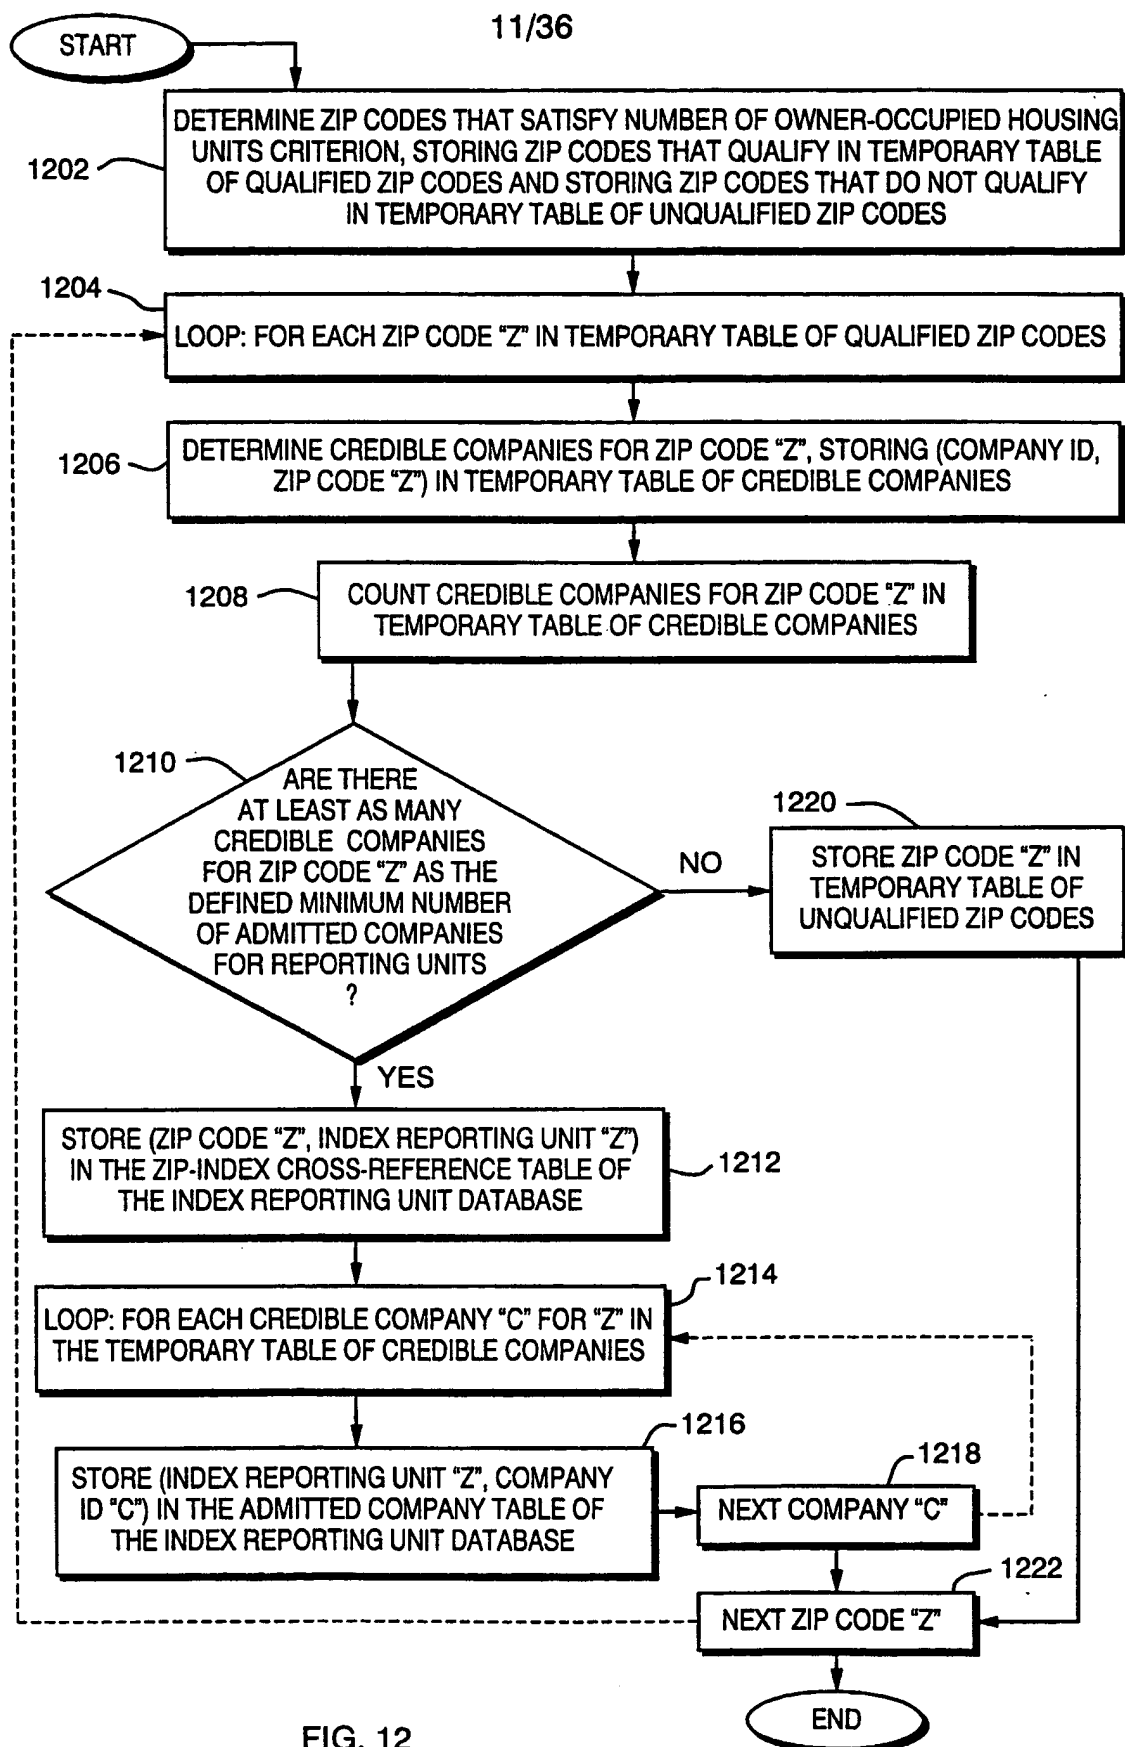 11/36
START
1202
DETERMINE ZIP CODES THAT SATISFY NUMBER OF OWNER-OCCUPIED HOUSING
UNITS CRITERION, STORING ZIP CODES THAT QUALIFY IN TEMPORARY TABLE
OF QUALIFIED ZIP CODES AND STORING ZIP CODES THAT DO NOT QUALIFY
IN TEMPORARY TABLE OF UNQUALIFIED ZIP CODES
1204
LOOP: FOR EACH ZIP CODE “Z” IN TEMPORARY TABLE OF QUALIFIED ZIP CODES
1206
DETERMINE CREDIBLE COMPANIES FOR ZIP CODE “Z”, STORING (COMPANY ID,
ZIP CODE “Z”) IN TEMPORARY TABLE OF CREDIBLE COMPANIES
1208
COUNT CREDIBLE COMPANIES FOR ZIP CODE “Z” IN
TEMPORARY TABLE OF CREDIBLE COMPANIES
1210
ARE THERE
AT LEAST AS MANY
CREDIBLE COMPANIES
FOR ZIP CODE “Z” AS THE
DEFINED MINIMUM NUMBER
OF ADMITTED COMPANIES
FOR REPORTING UNITS
?
NO
1220
STORE ZIP CODE “Z” IN
TEMPORARY TABLE OF
UNQUALIFIED ZIP CODES
YES
STORE (ZIP CODE “Z”, INDEX REPORTING UNIT “Z”)
IN THE ZIP-INDEX CROSS-REFERENCE TABLE OF
THE INDEX REPORTING UNIT DATABASE
1212
1214
LOOP: FOR EACH CREDIBLE COMPANY “C” FOR “Z” IN
THE TEMPORARY TABLE OF CREDIBLE COMPANIES
1216
STORE (INDEX REPORTING UNIT “Z”, COMPANY
ID “C”) IN THE ADMITTED COMPANY TABLE OF
THE INDEX REPORTING UNIT DATABASE
1218
NEXT COMPANY “C”
1222
NEXT ZIP CODE “Z”
END
FIG. 12